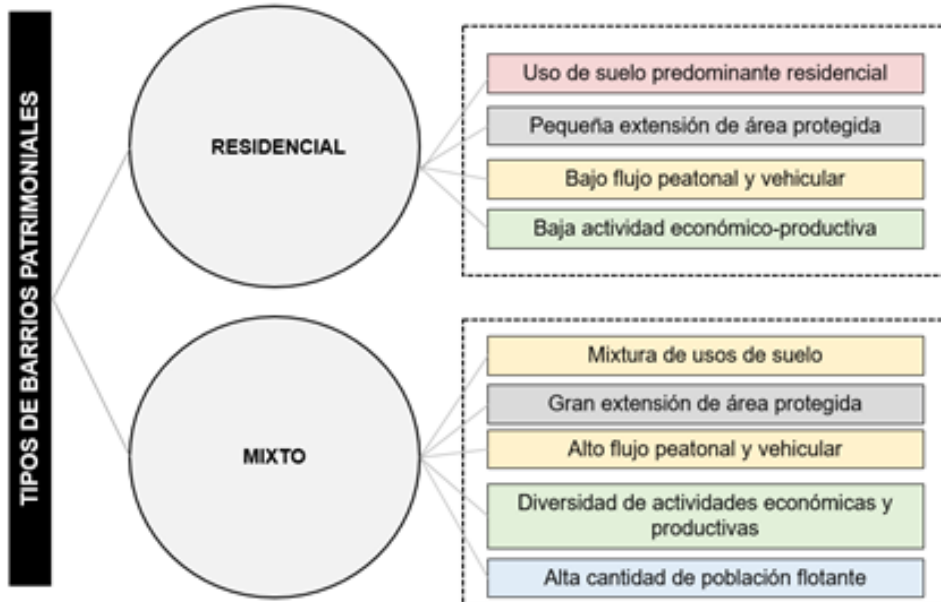 TIPOS DE BARRIOS PATRIMONIALES
RESIDENCIAL
Uso de suelo predominante residencial
Pequeña extensión de área protegida
Bajo flujo peatonal y vehicular
Baja actividad económico-productiva
MIXTO
Mixtura de usos de suelo
Gran extensión de área protegida
Alto flujo peatonal y vehicular
Diversidad de actividades económicas y
productivas
Alta cantidad de población flotante